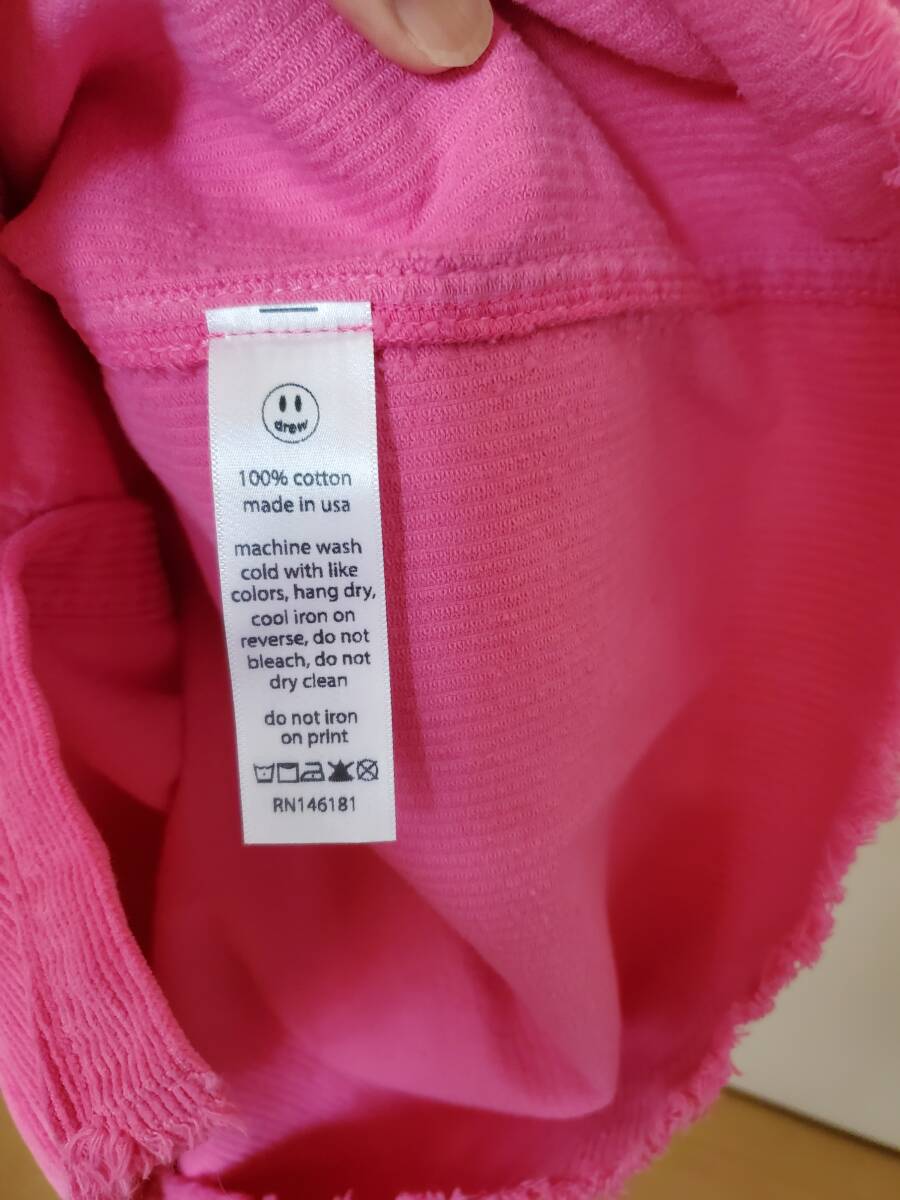 drew
100% cotton
made in usa
machine wash
cold with like
colors, hang dry,
cool iron on
reverse, do not
bleach, do not
dry clean
do not iron
on print
RN146181